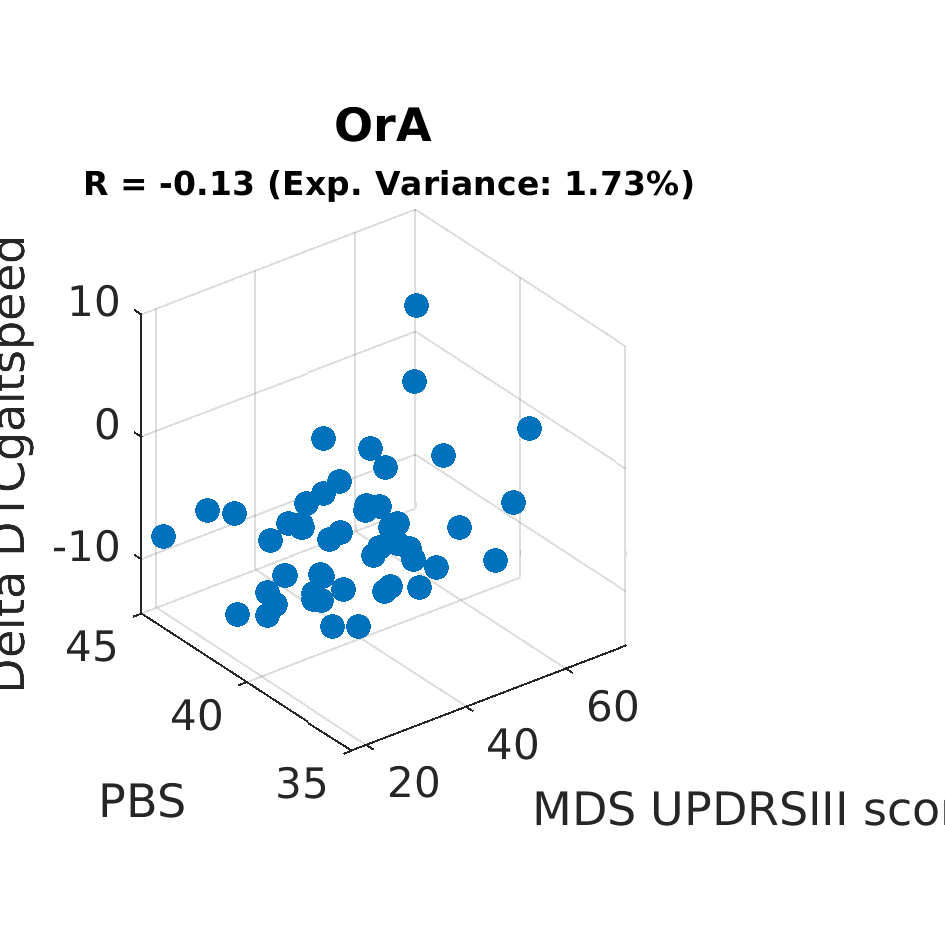 OrA
R = -0.13 (Exp. Variance: 1.73%)
Delta DTCgaitspeed
10
0
-10
45
40
35
PBS
20
40
60
MDS UPDRSIII